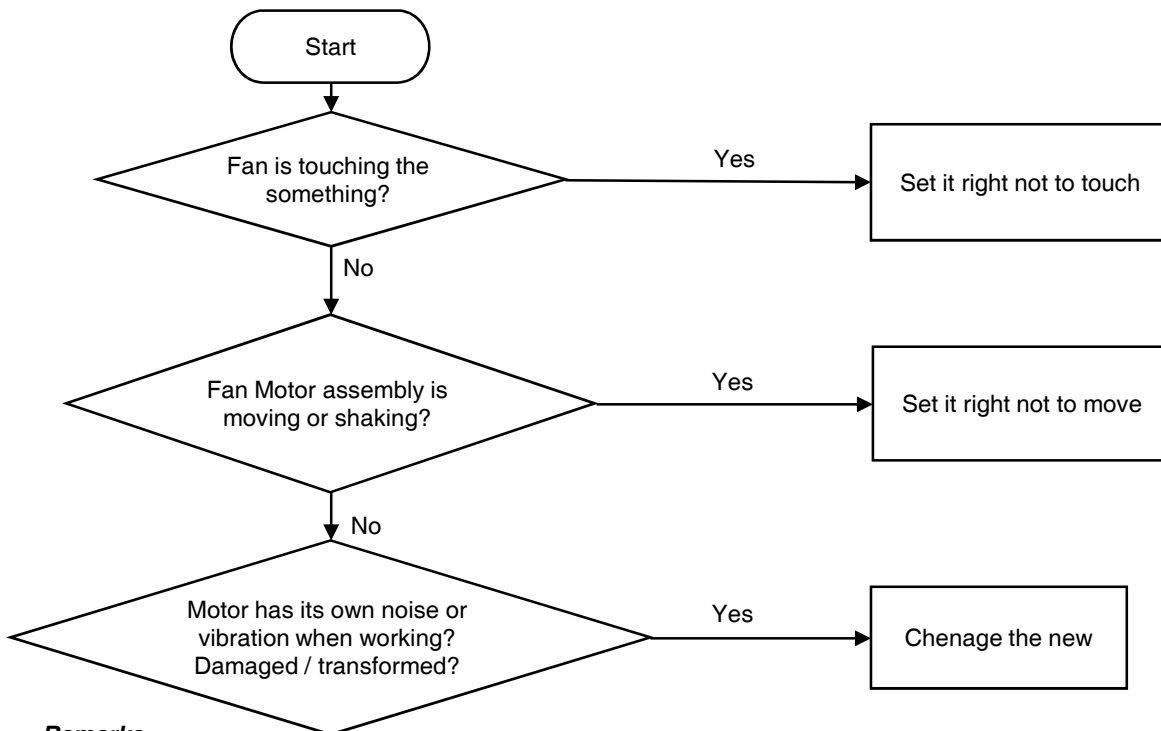 Start
Fan is touching the
something?
Yes
Set it right not to touch
No
Fan Motor assembly is
moving or shaking?
Yes
Set it right not to move
No
Motor has its own noise or
vibration when working?
Damaged / transformed?
Yes
Chenage the new
Remarks